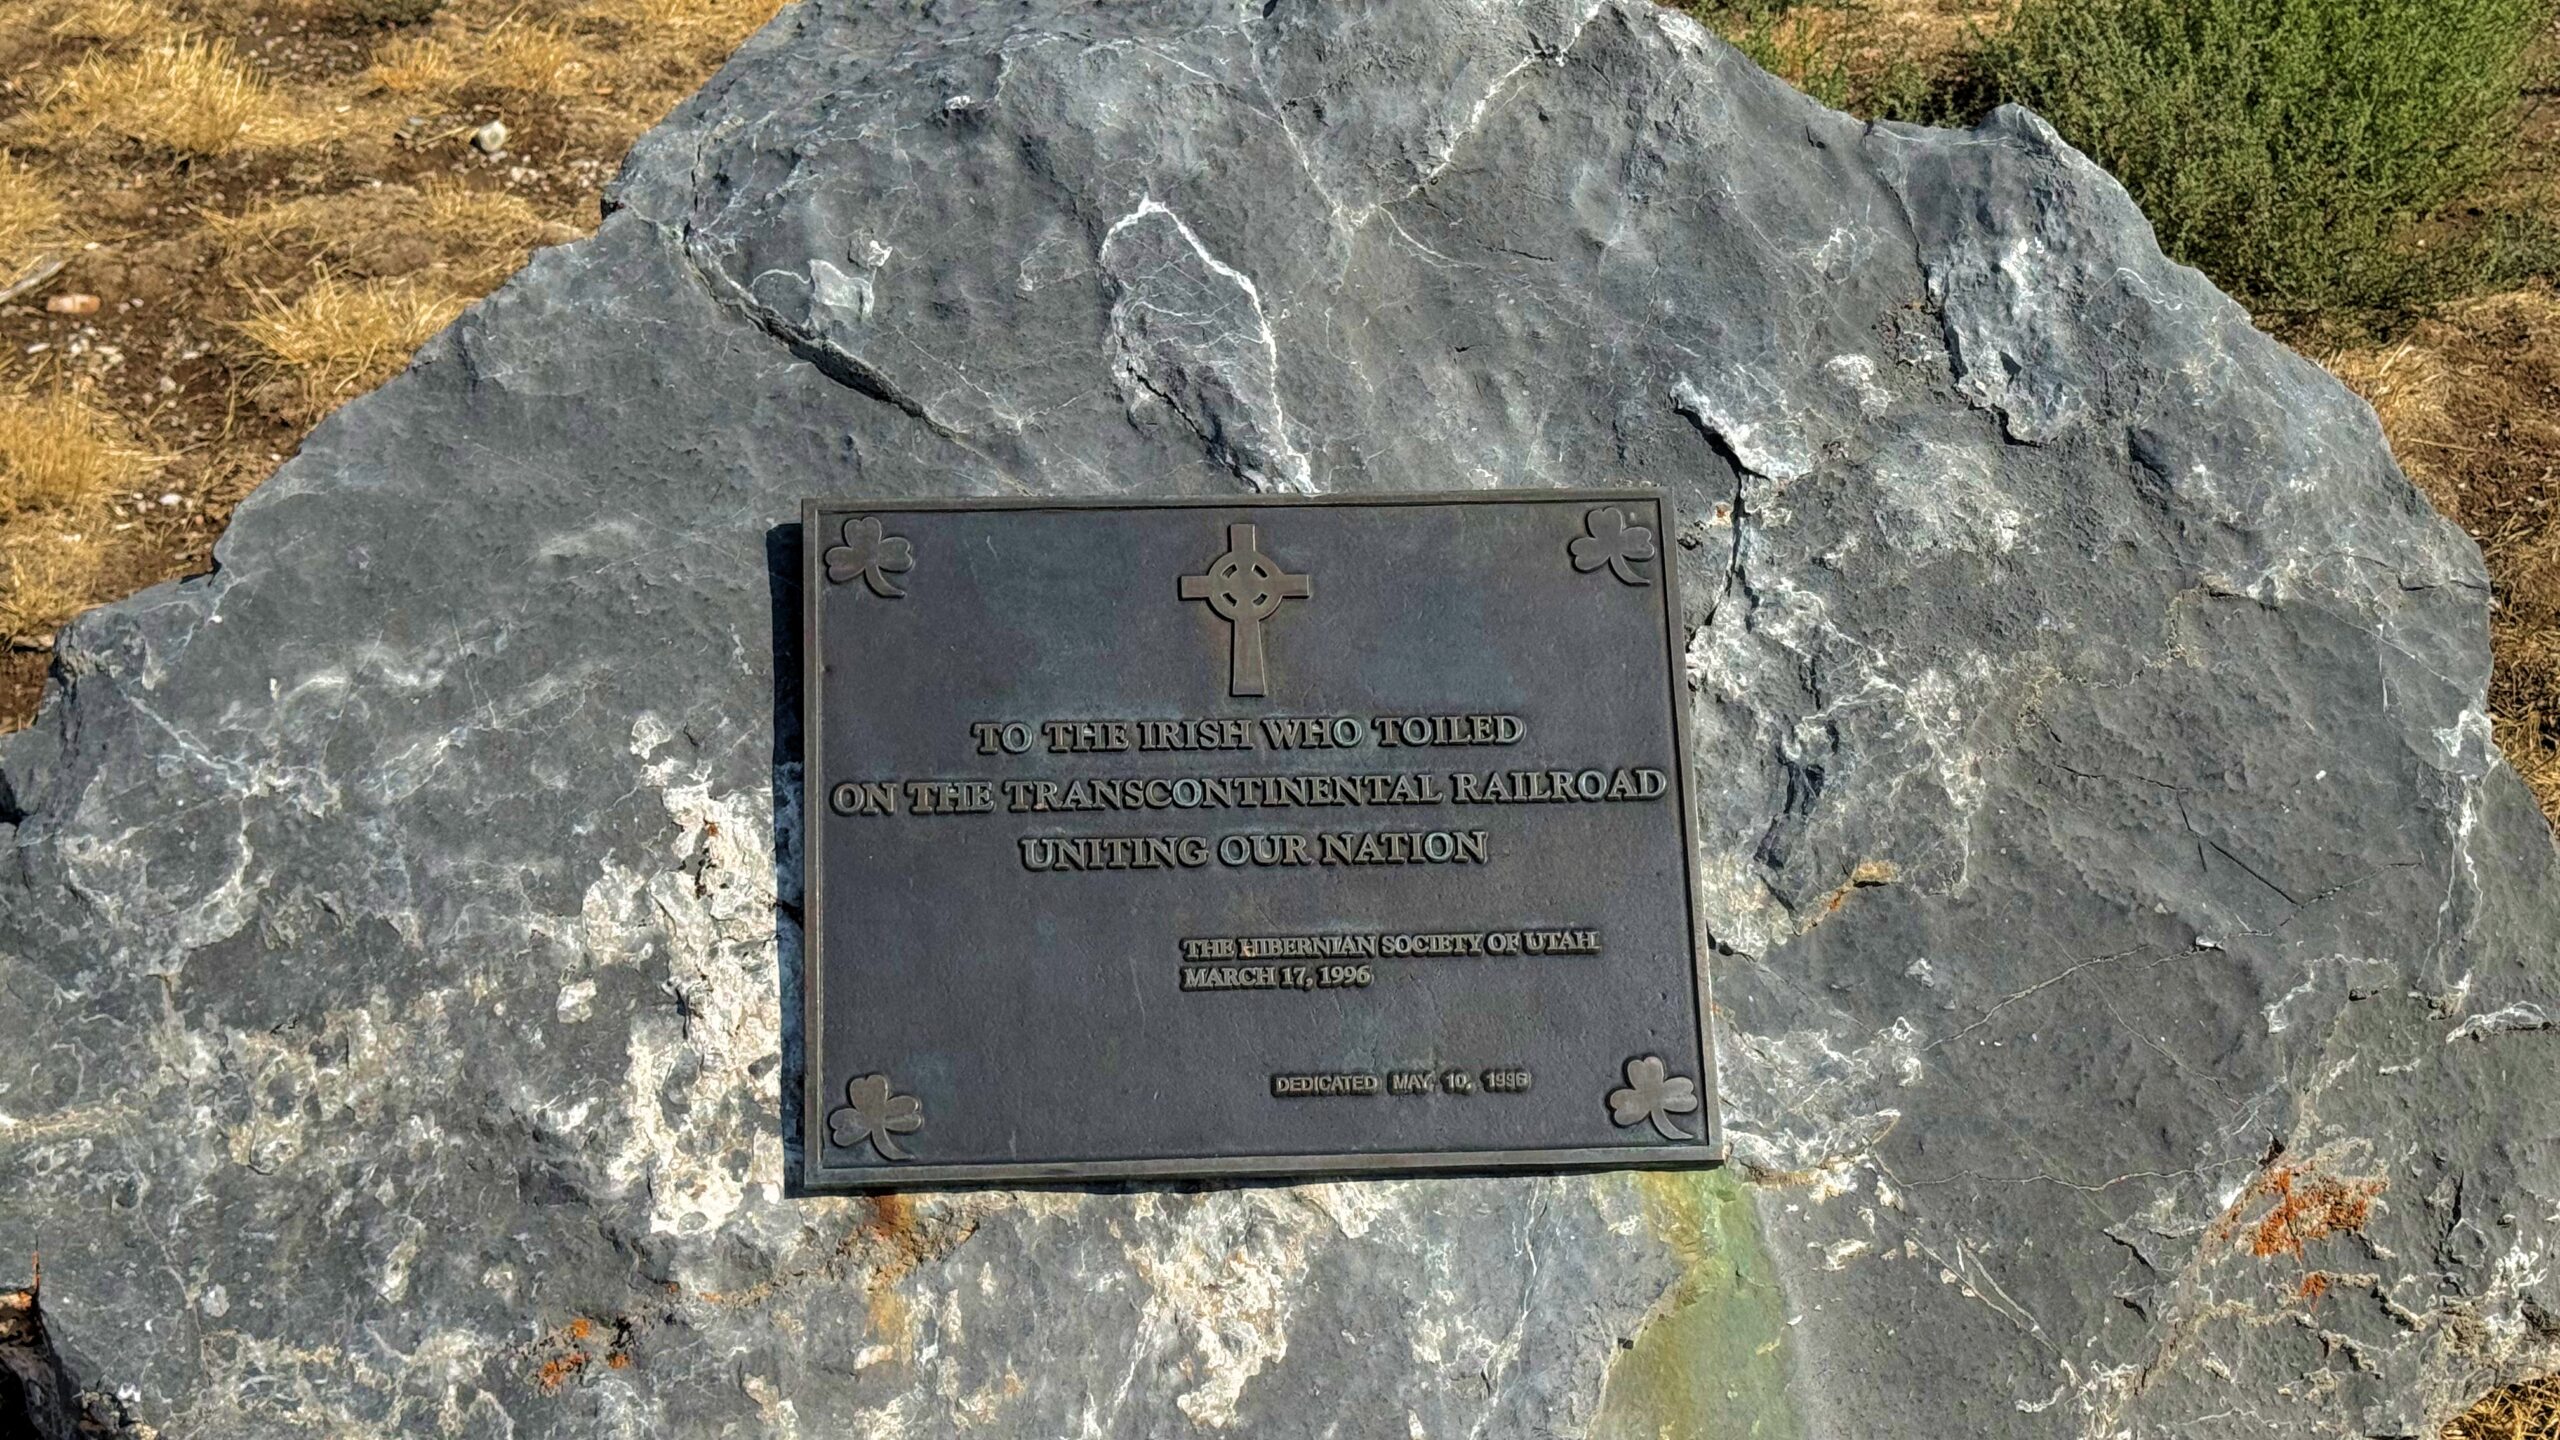 TO THE IRISH WHO TOILED
ON THE TRANSCONTINENTAL RAILROAD
UNITING OUR NATION
THE HIBERNIAN SOCIETY OF UTAH
MARCH 17, 1996
DEDICATED MAY, 10, 1996